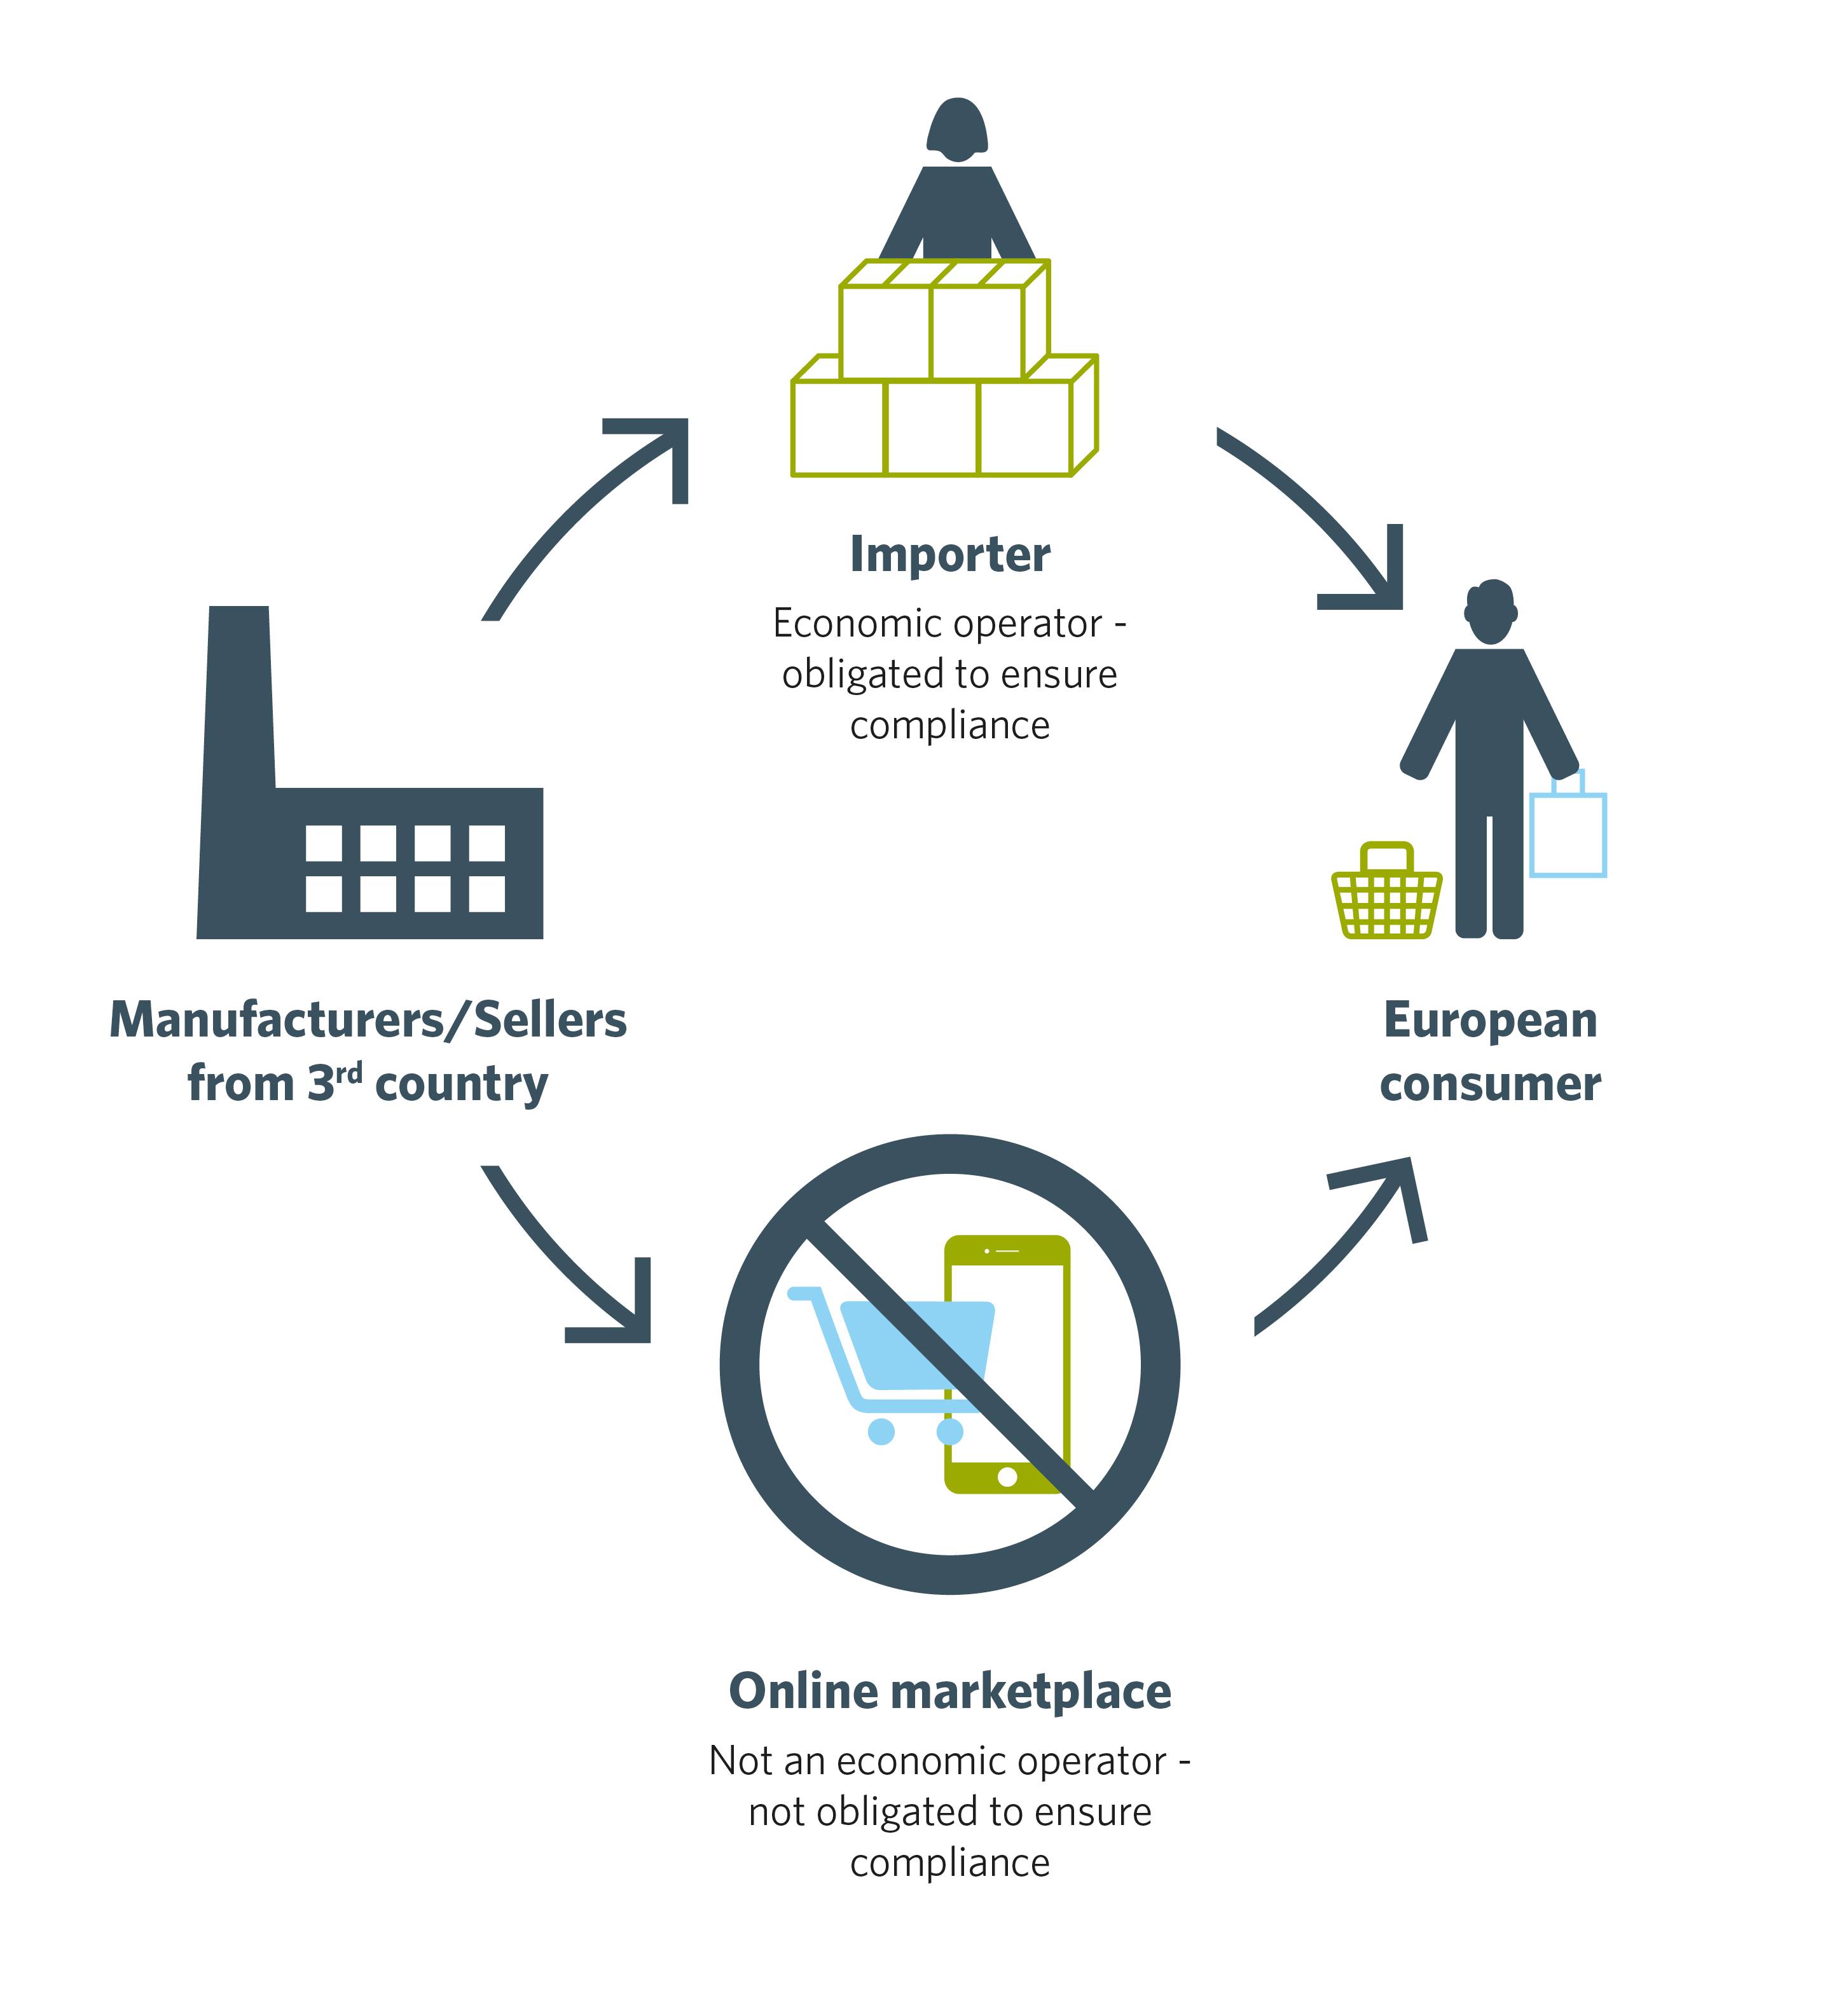 Importer
Economic operator -
obligated to ensure
compliance
Manufacturers/Sellers
from 3rd country
European
consumer
Online marketplace
Not an economic operator -
not obligated to ensure
compliance